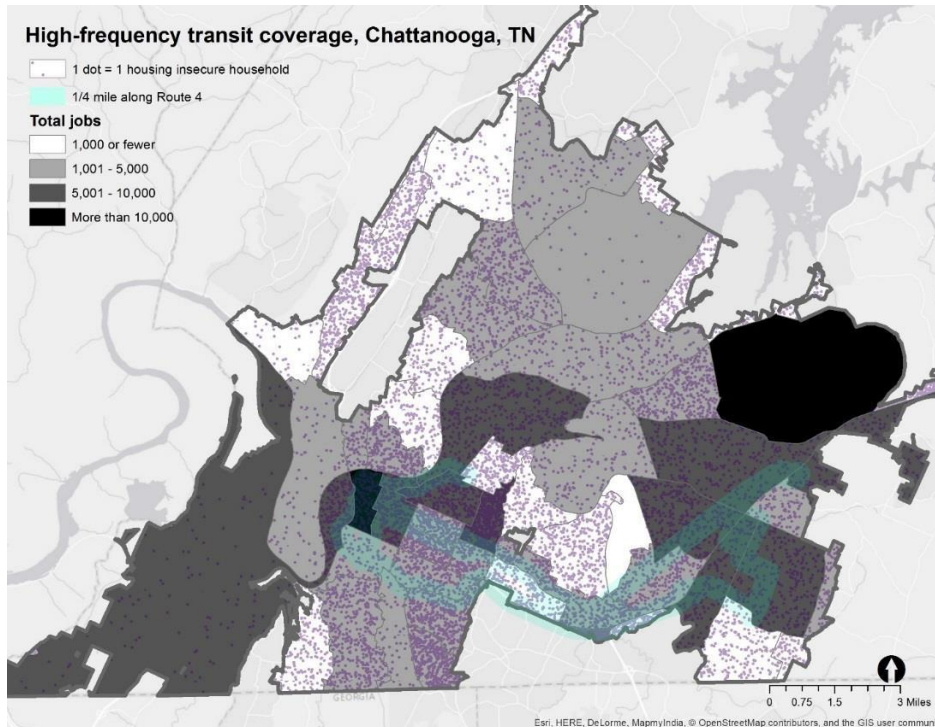 High-frequency transit coverage, Chattanooga, TN
1 dot = 1 housing insecure household
1/4 mile along Route 4
Total jobs
1,000 or fewer
1,001 - 5,000
5,001 - 10,000
More than 10,000
GEORGIA
0 0.75 1.5 3 Miles
Esri, HERE, DeLorme, MapmyIndia, © OpenStreetMap contributors, and the GIS user commun